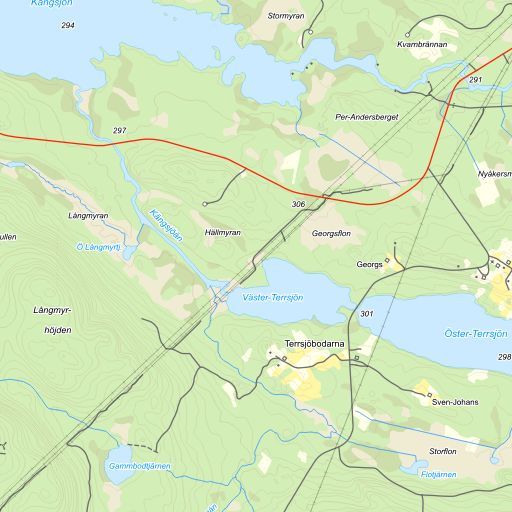 Kångsjön
294
Stormyran
Kvarnbrännan
291
297
Per-Andersberget
Nyåkersm
Långmyran
306
Kångsjöån
Hällmyran
Georgsflon
ullen
Ö Långmyrtj.
Georgs
Väster-Terrsjön
Långmyr-
höjden
301
Öster-Terrsjön
Terrsjöbodarna
298
Sven-Johans
Storflon
Gammbodtjärnen
Flotjärnen